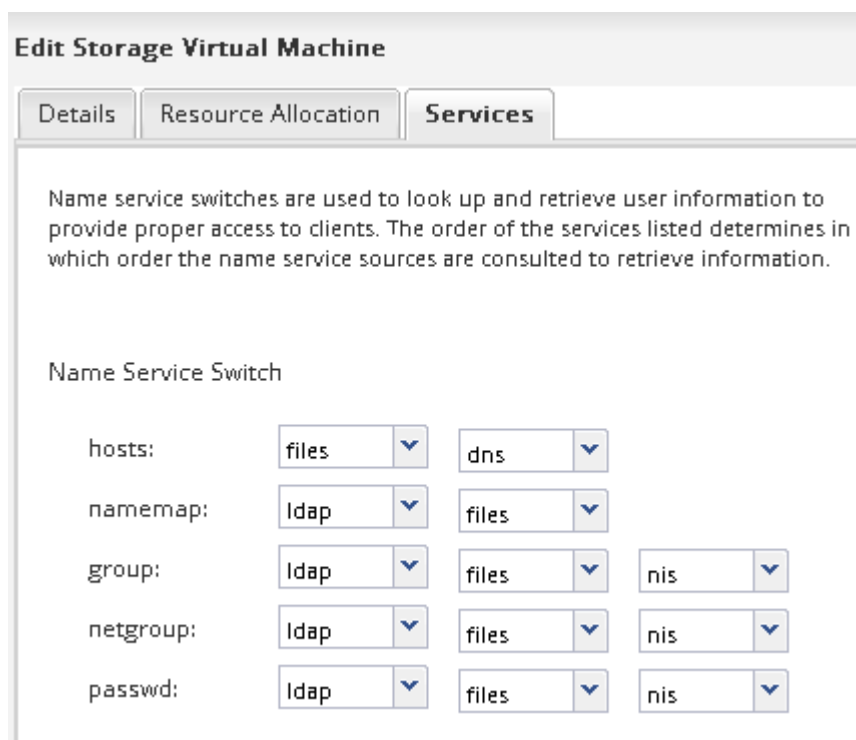 Edit Storage Virtual Machine
Details Resource Allocation Services
Name service switches are used to look up and retrieve user information to
provide proper access to clients. The order of the services listed determines in
which order the name service sources are consulted to retrieve information.
Name Service Switch
hosts: files dns
namemap: ldap files
group: ldap files nis
netgroup: ldap files nis
passwd: ldap files nis